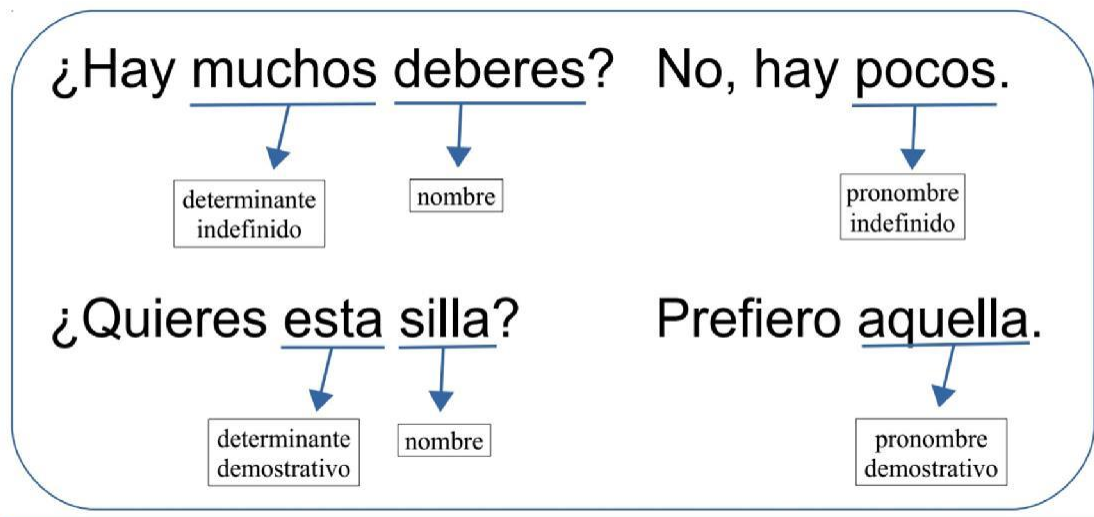 ¿Hay muchos deberes? No, hay pocos.
determinante
indefinido
nombre
pronombre
indefinido
¿Quieres esta silla? Prefiero aquella.
determinante
demostrativo
nombre
pronombre
demostrativo